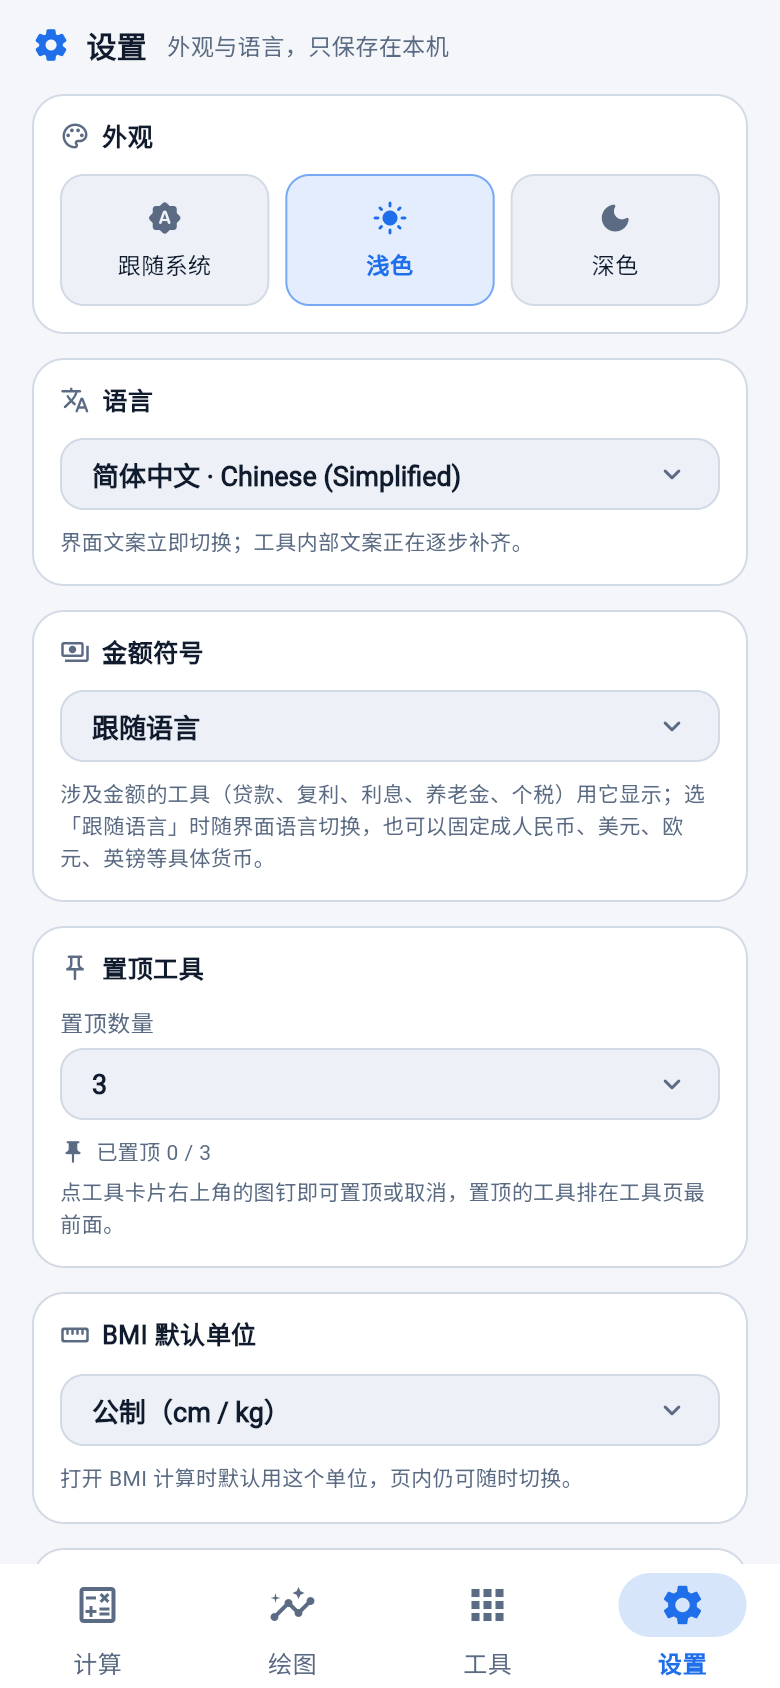 设置 外观与语言，只保存在本机
外观
跟随系统 浅色 深色
语言
简体中文 · Chinese (Simplified)
界面文案立即切换；工具内部文案正在逐步补齐。
金额符号
跟随语言
涉及金额的工具（贷款、复利、利息、养老金、个税）用它显示；选
「跟随语言」时随界面语言切换，也可以固定成人民币、美元、欧
元、英镑等具体货币。
置顶工具
置顶数量
3
已置顶 0 / 3
点工具卡片右上角的图钉即可置顶或取消，置顶的工具排在工具页最
前面。
BMI 默认单位
公制（cm / kg）
打开 BMI 计算时默认用这个单位，页内仍可随时切换。
计算 绘图 工具 设置